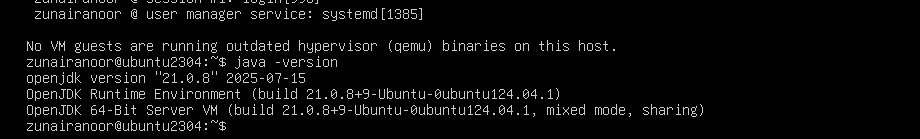 zunairanoor @ session #1: login[996]
zunairanoor @ user manager service: systemd[1385]
No VM guests are running outdated hypervisor (qemu) binaries on this host.
zunairanoor@ubuntu2304:~$ java -version
openjdk version "21.0.8" 2025-07-15
OpenJDK Runtime Environment (build 21.0.8+9-Ubuntu-0ubuntu124.04.1)
OpenJDK 64-Bit Server VM (build 21.0.8+9-Ubuntu-0ubuntu124.04.1, mixed mode, sharing)
zunairanoor@ubuntu2304:~$